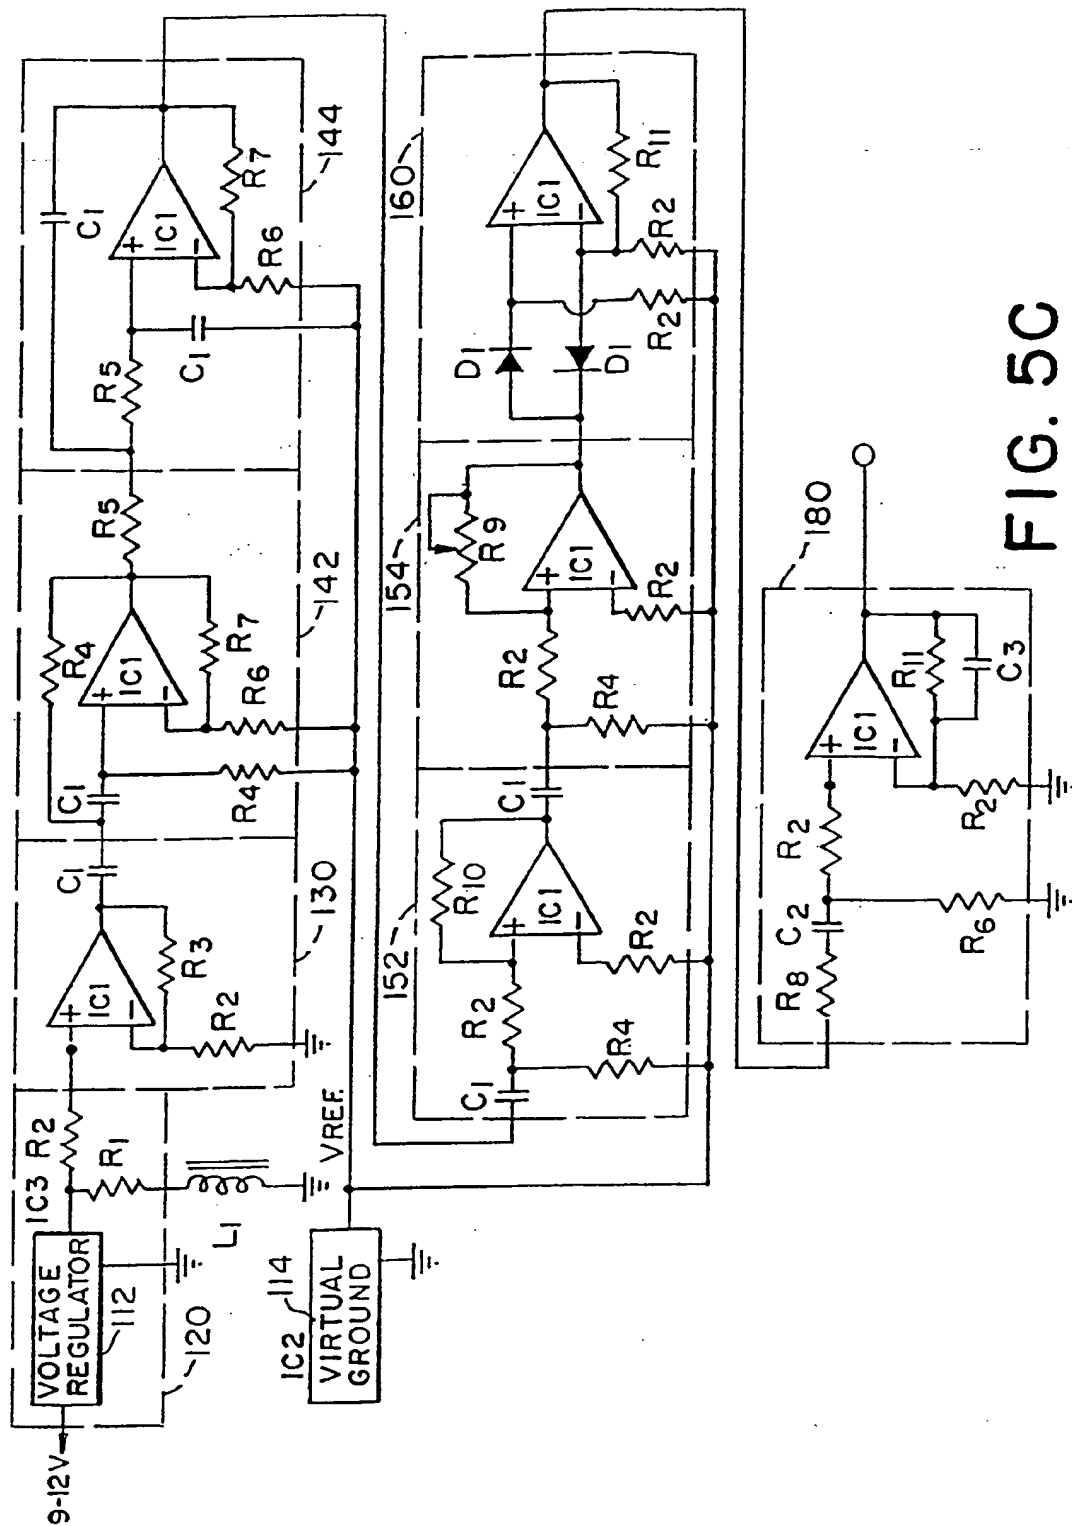 9-12V
VOLTAGE
REGULATOR
112
120
IC3
R2
R1
L1
+
IC1
-
R3
R2
130
C1
C1
R4
R4
+
IC1
-
R7
R6
142
R5
R5
C1
C1
+
IC1
-
R7
R6
144
VREF.
IC2
VIRTUAL
GROUND
114
152
C1
R2
R4
R10
+
IC1
-
R2
C1
154
R2
R4
R9
+
IC1
-
R2
160
D1
D1
R2
+
IC1
-
R11
R2
180
R8
C2
R6
R2
+
IC1
-
R11
C3
R2
FIG. 5C